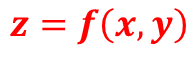 z = f(x, y)